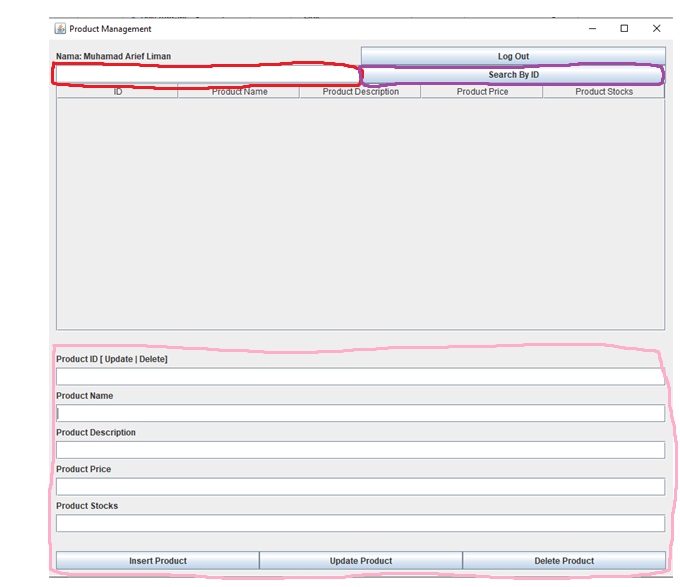 Product Management
Nama: Muhamad Arief Liman
Log Out
Search By ID
ID Product Name Product Description Product Price Product Stocks
Product ID [ Update | Delete]
Product Name
Product Description
Product Price
Product Stocks
Insert Product Update Product Delete Product